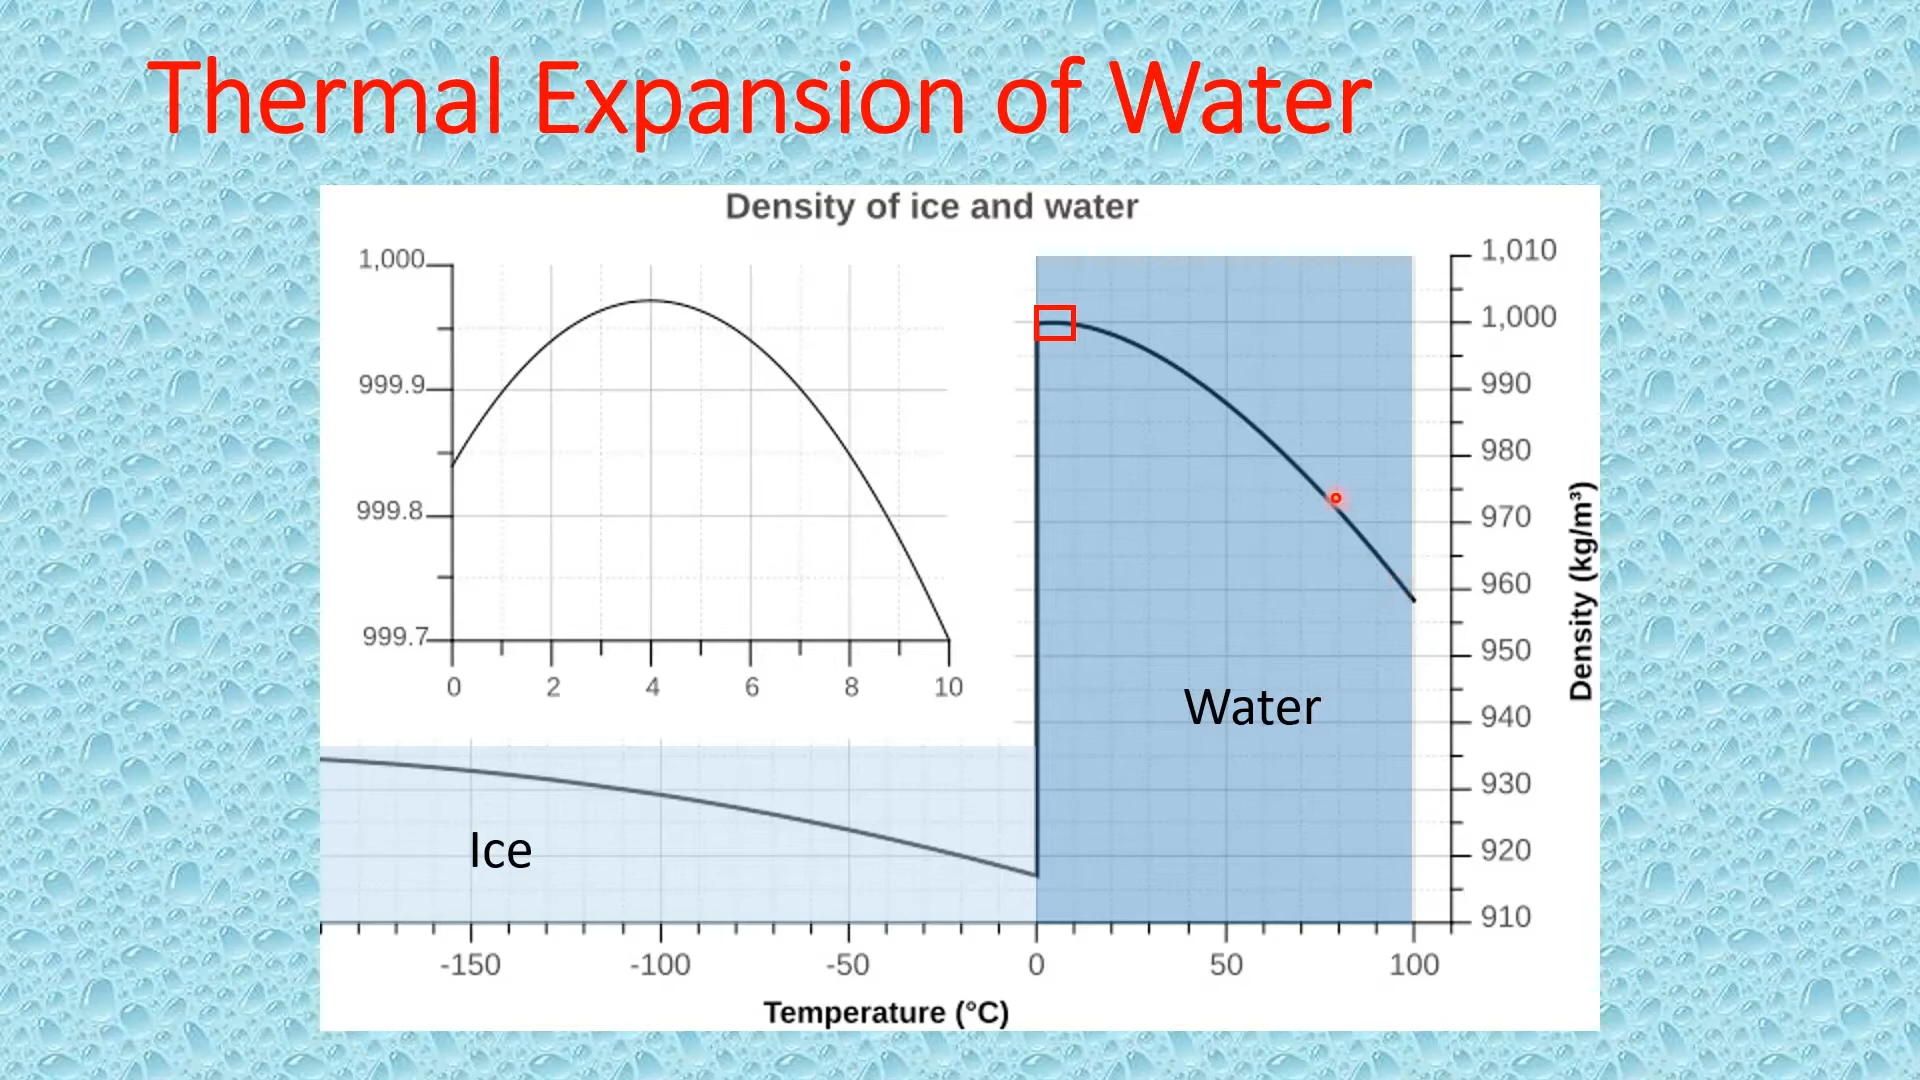 Thermal Expansion of Water
Density of ice and water
1,000
999.9
999.8
999.7
0 2 4 6 8 10
1,010
1,000
990
980
970
960
950
940
930
920
910
Density (kg/m³)
Water
Ice
-150 -100 -50 0 50 100
Temperature (°C)